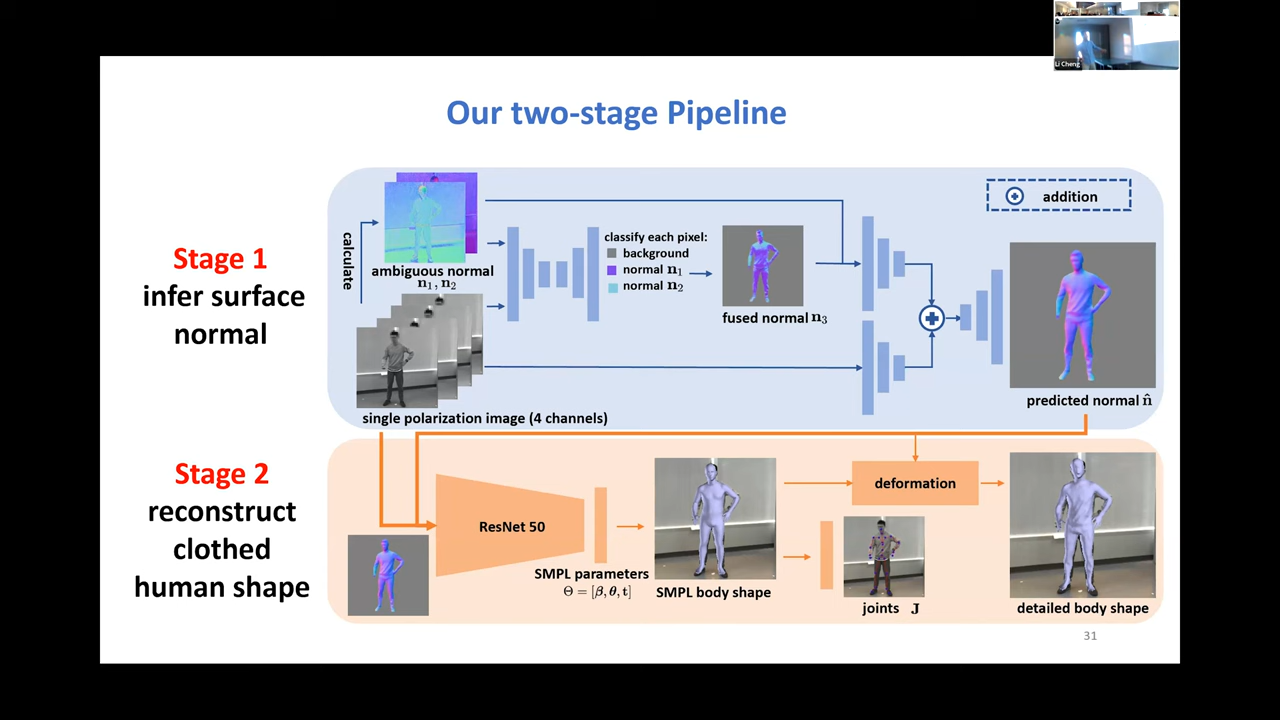 Li Cheng
Our two-stage Pipeline
Stage 1
infer surface
normal
calculate
ambiguous normal
n₁, n₂
single polarization image (4 channels)
classify each pixel:
background
normal n₁
normal n₂
fused normal n₃
addition
predicted normal n̂
Stage 2
reconstruct
clothed
human shape
ResNet 50
SMPL parameters
Θ = [β, θ, t]
SMPL body shape
deformation
joints J
detailed body shape
31